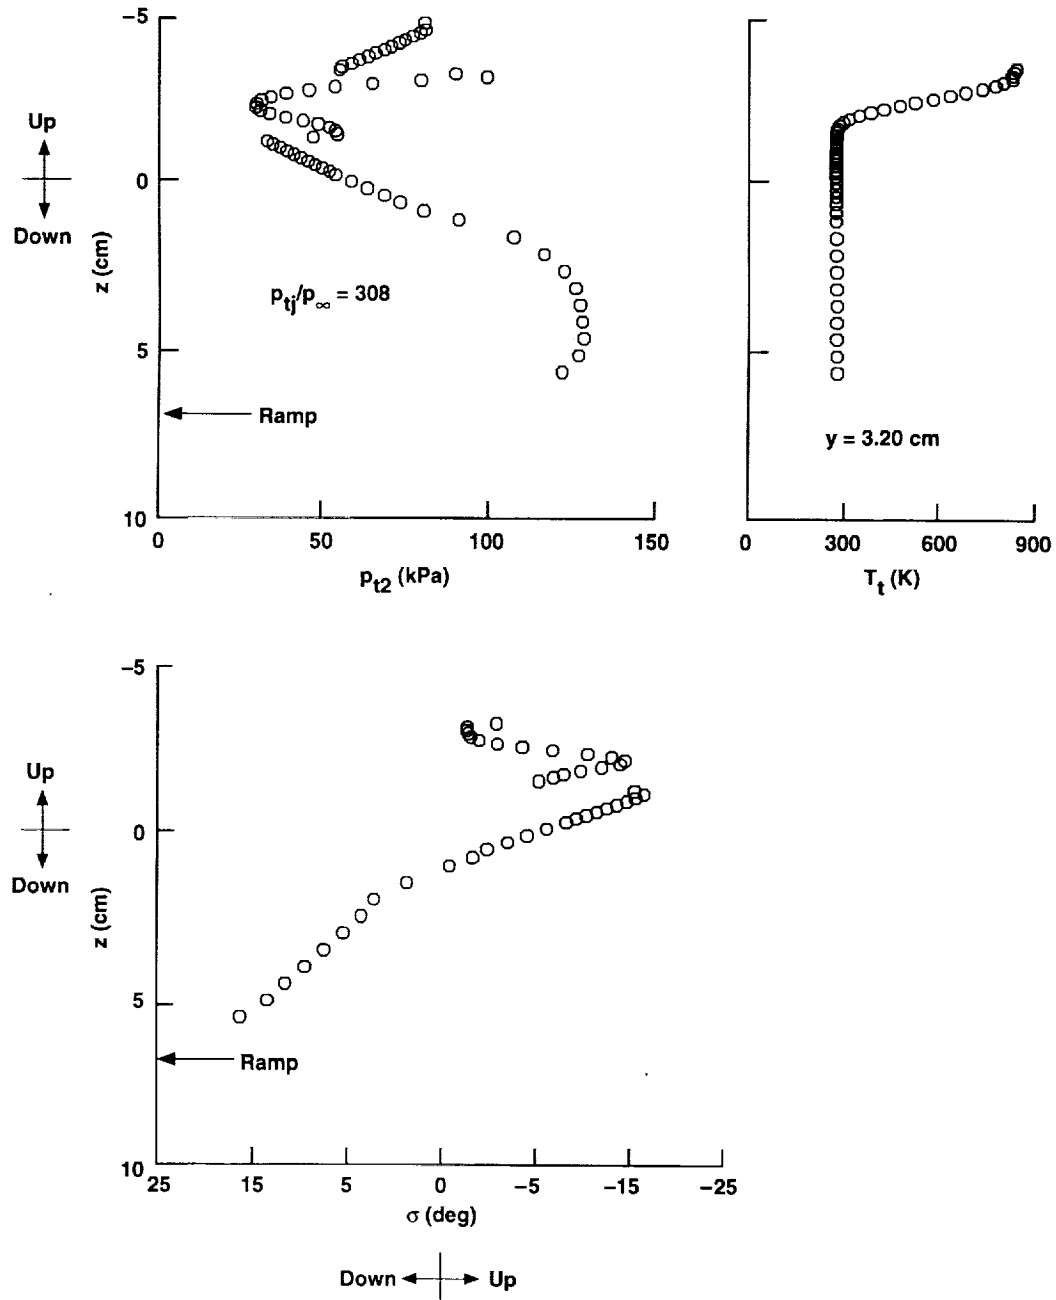 −5
Up
0
Down
z (cm)
p_tj/p_∞ = 308
5
Ramp
10
0
50
100
150
p_t2 (kPa)
y = 3.20 cm
0
300
600
900
T_t (K)
−5
Up
0
Down
z (cm)
5
Ramp
10
25
15
5
0
−5
−15
−25
σ (deg)
Down
Up